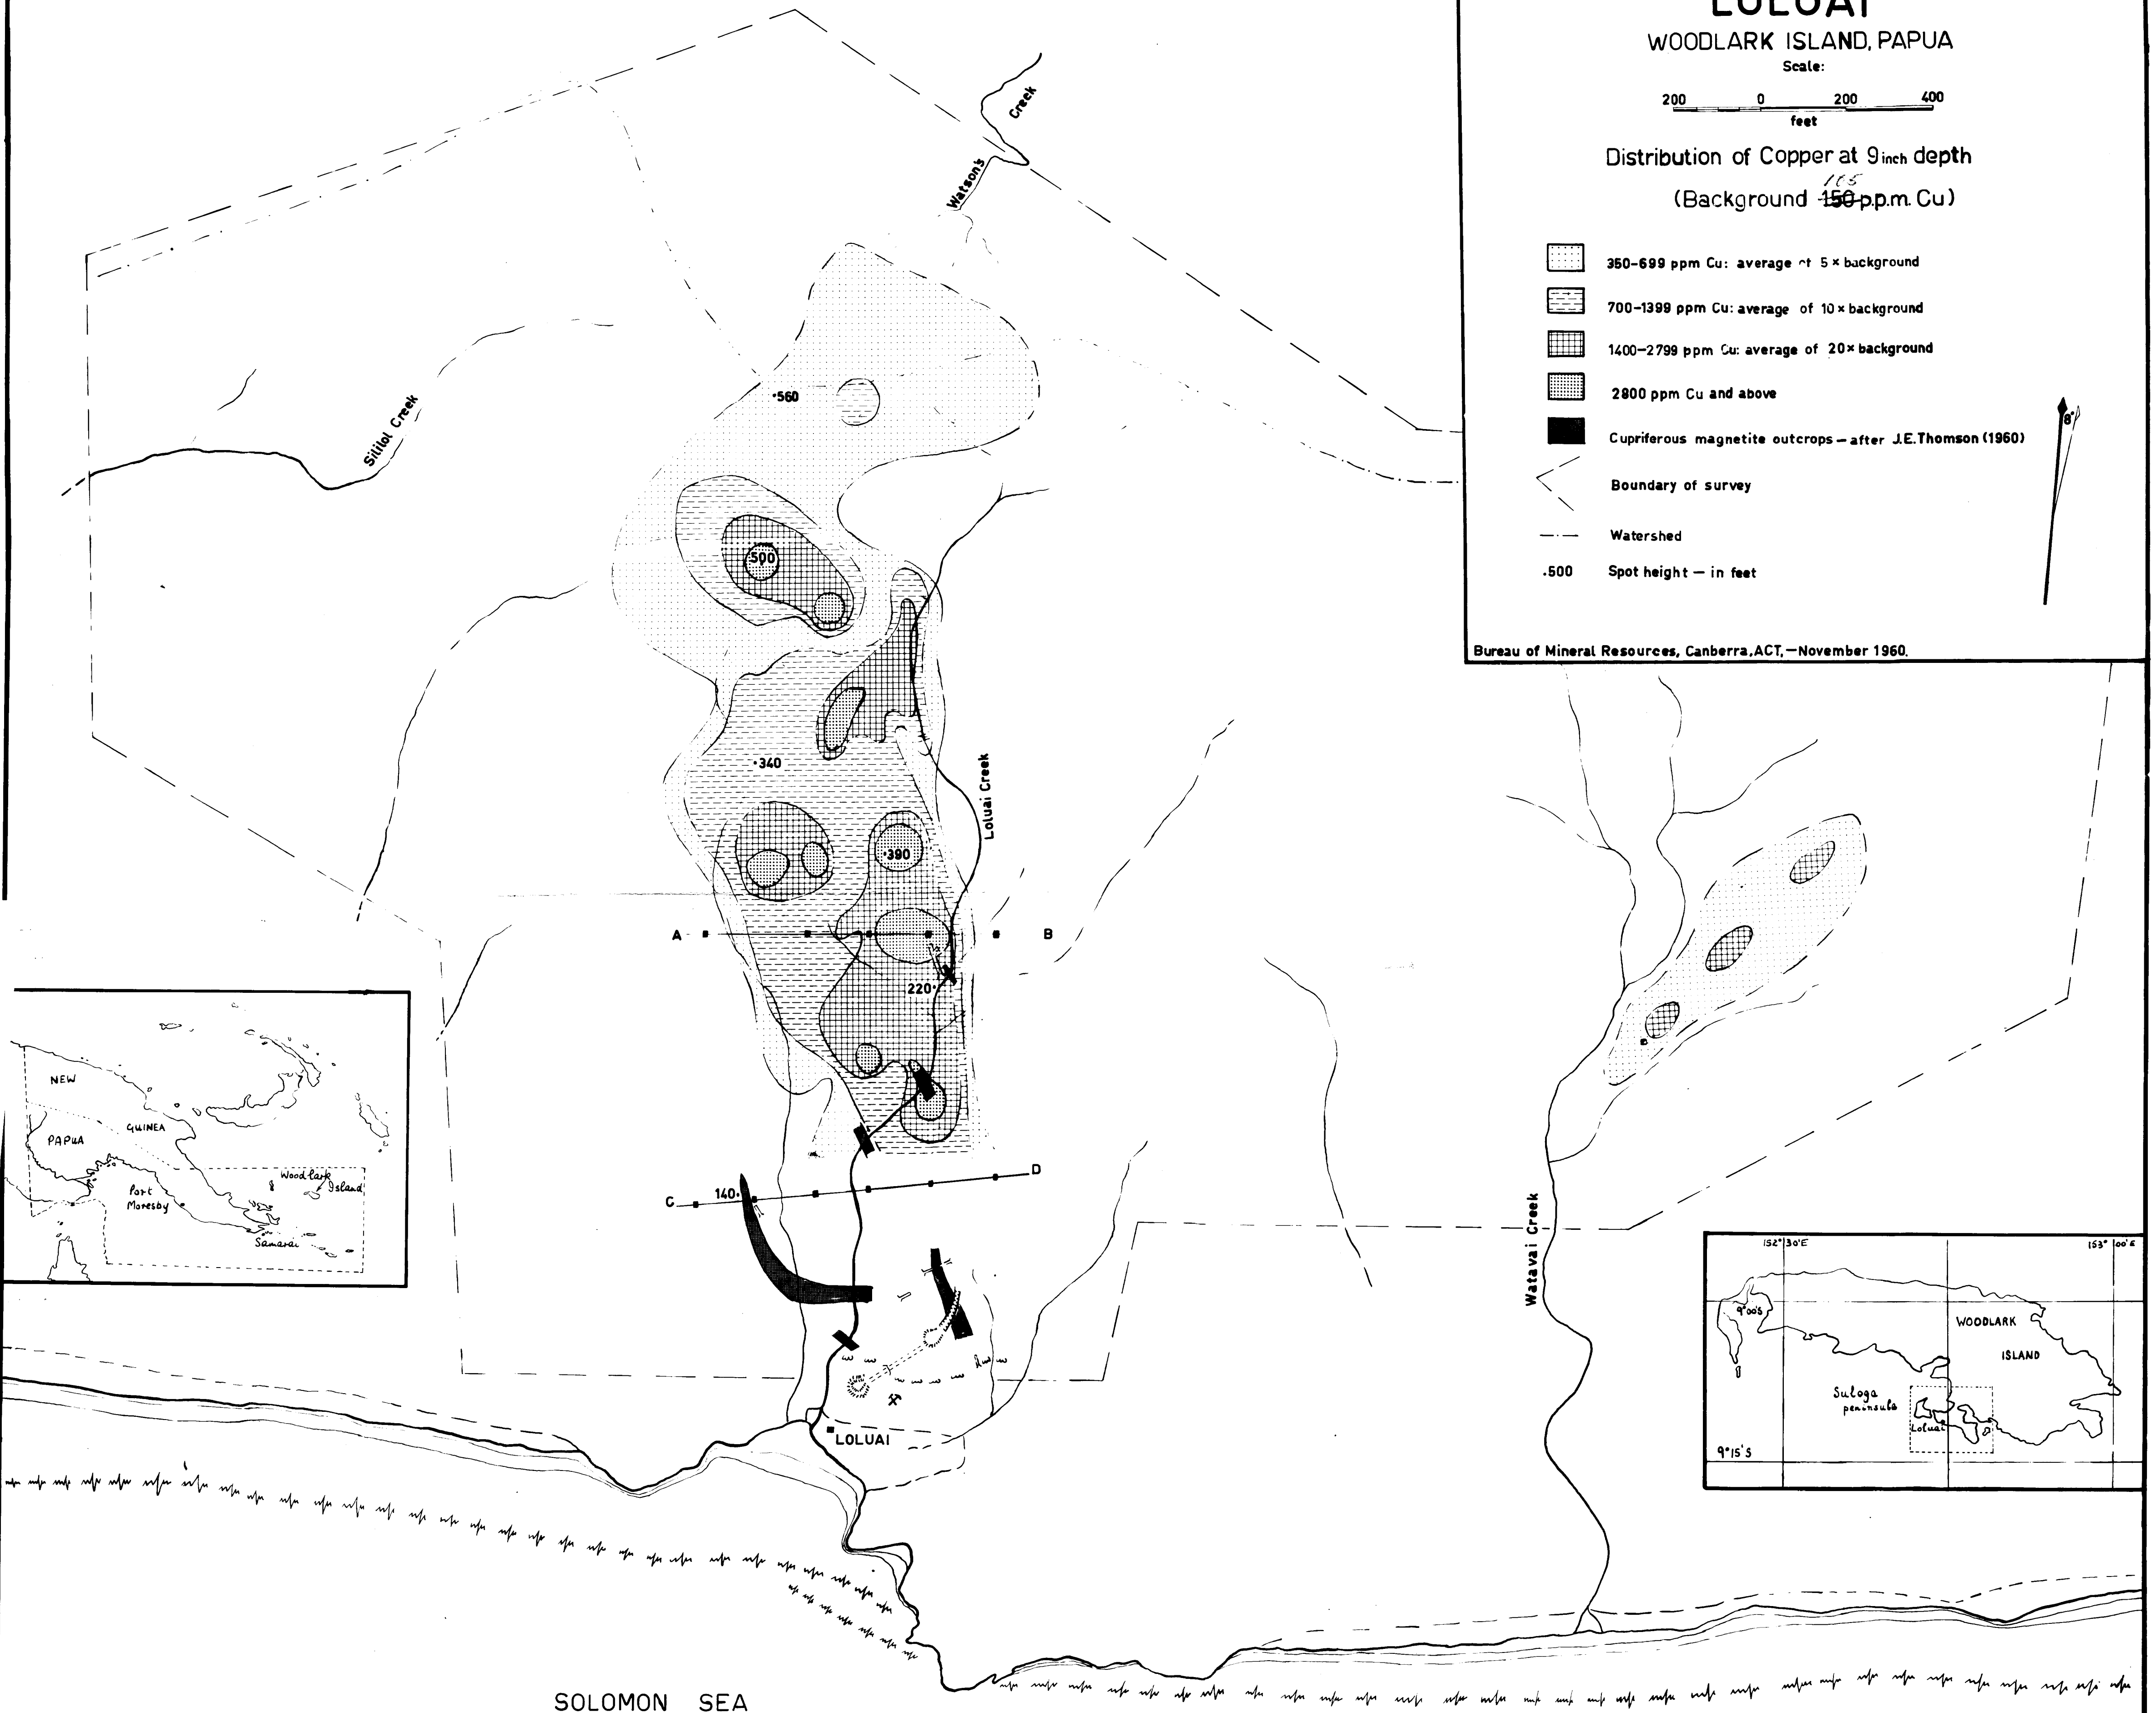 LOLUAI
WOODLARK ISLAND, PAPUA
Scale:
200 0 200 400
feet
Distribution of Copper at 9 inch depth
105
(Background 150 p.p.m. Cu)
350-699 ppm Cu: average of 5 × background
700-1399 ppm Cu: average of 10 × background
1400-2799 ppm Cu: average of 20× background
2800 ppm Cu and above
Cupriferous magnetite outcrops — after J.E. Thomson (1960)
Boundary of survey
Watershed
.500 Spot height — in feet
8°
Bureau of Mineral Resources, Canberra, ACT, — November 1960.
Watson's Creek
Sililol Creek
·560
·500
·340
Loluai Creek
·390
A B
220·
C D
140·
Watavai Creek
LOLUAI
SOLOMON SEA
NEW
GUINEA
PAPUA
Port
Moresby
Woodlark
Island
Samarai
152° 30'E
153° 00'E
9°00'S
WOODLARK
ISLAND
Suloga
peninsula
Loluai
9°15'S